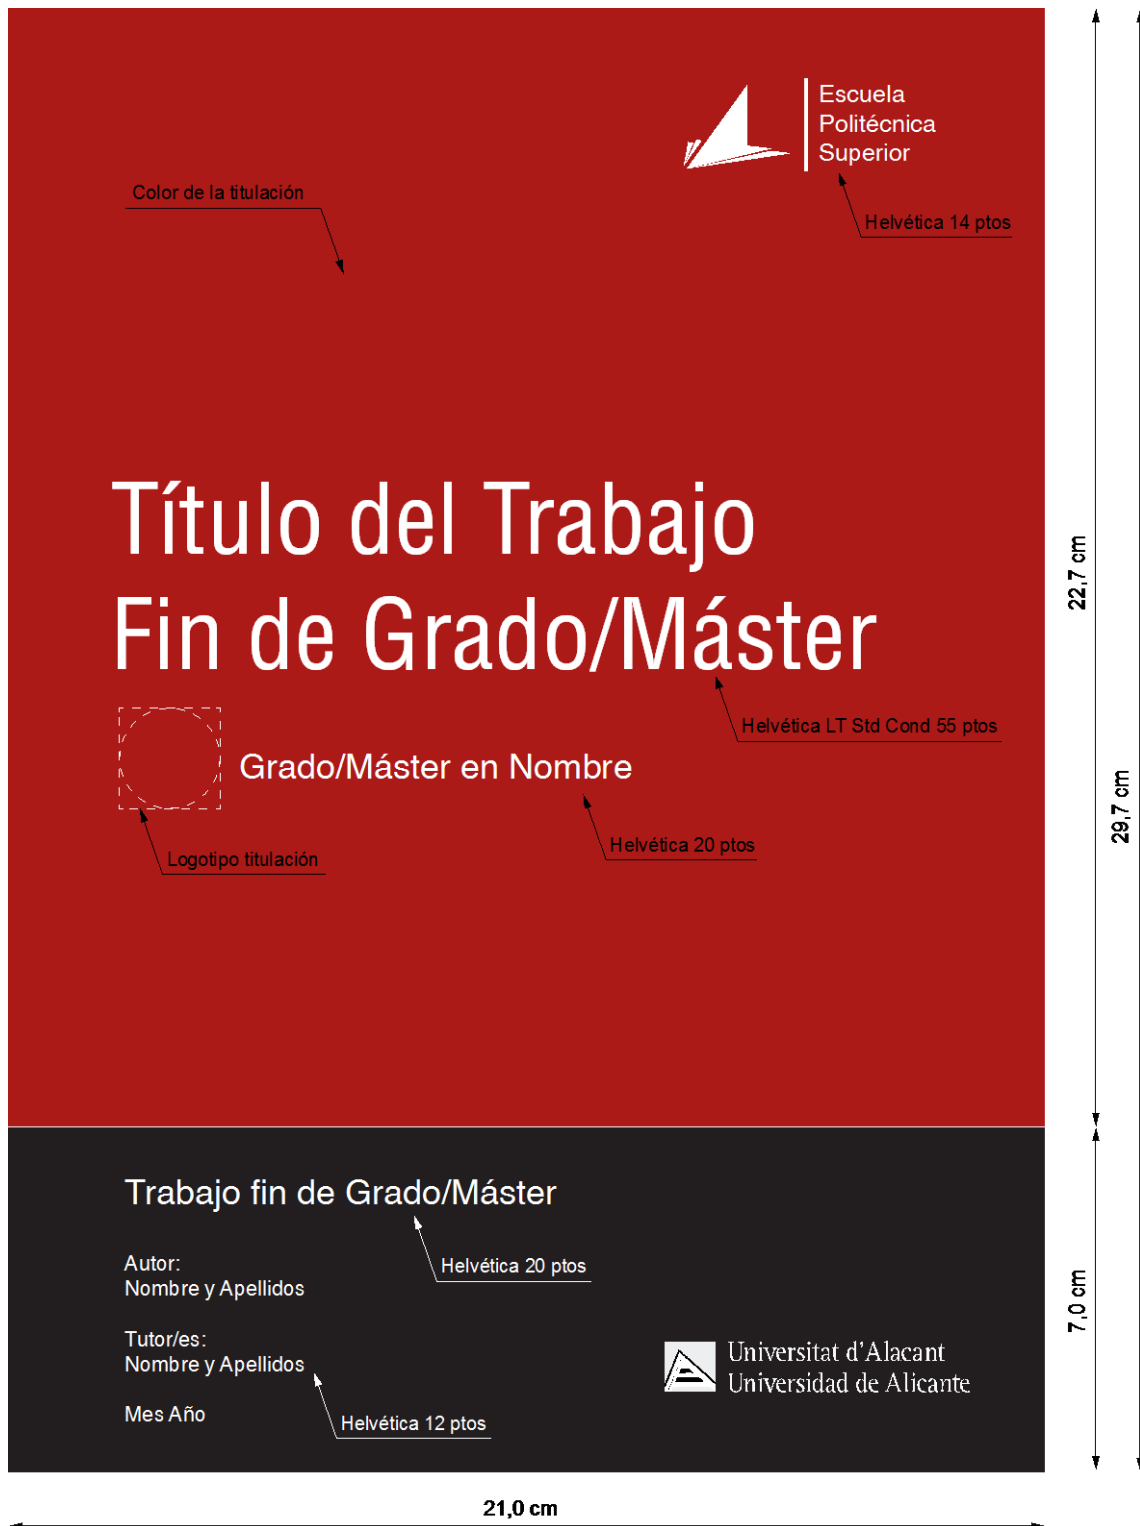 Escuela
Politécnica
Superior
Color de la titulación
Helvética 14 ptos
Título del Trabajo
Fin de Grado/Máster
Helvética LT Std Cond 55 ptos
Grado/Máster en Nombre
Helvética 20 ptos
Logotipo titulación
22,7 cm
29,7 cm
Trabajo fin de Grado/Máster
Helvética 20 ptos
Autor:
Nombre y Apellidos
Tutor/es:
Nombre y Apellidos
Mes Año
Helvética 12 ptos
Universitat d'Alacant
Universidad de Alicante
7,0 cm
21,0 cm